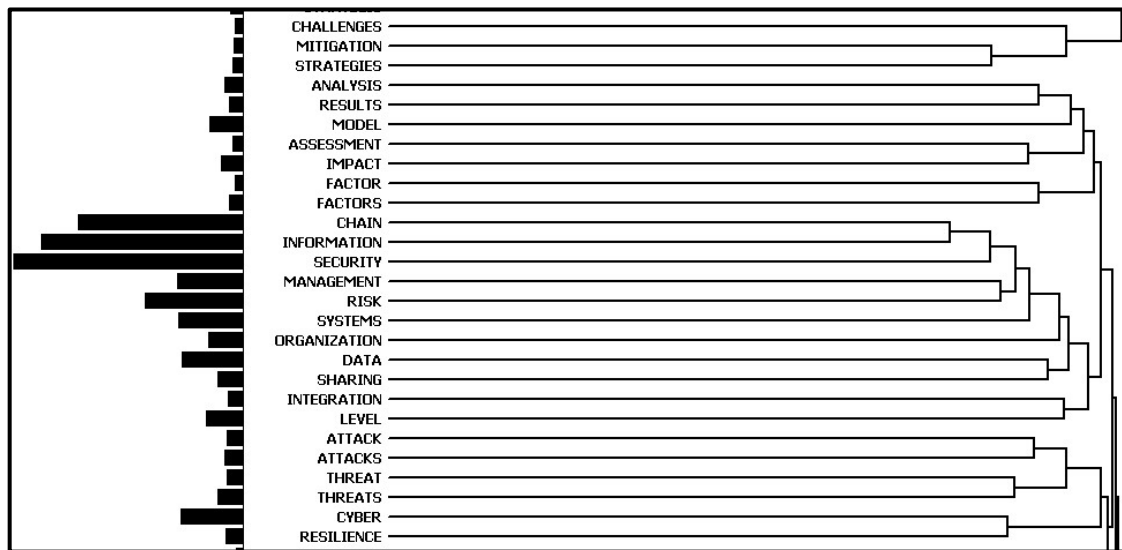 CHALLENGES
MITIGATION
STRATEGIES
ANALYSIS
RESULTS
MODEL
ASSESSMENT
IMPACT
FACTOR
FACTORS
CHAIN
INFORMATION
SECURITY
MANAGEMENT
RISK
SYSTEMS
ORGANIZATION
DATA
SHARING
INTEGRATION
LEVEL
ATTACK
ATTACKS
THREAT
THREATS
CYBER
RESILIENCE